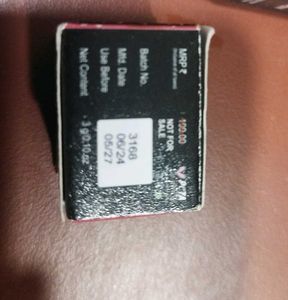 MRP ₹
100.00
NOT FOR
SALE
Batch No.
3168
Mfd. Date
06/24
Use Before
05/27
Net Content
3 g/0.10 oz